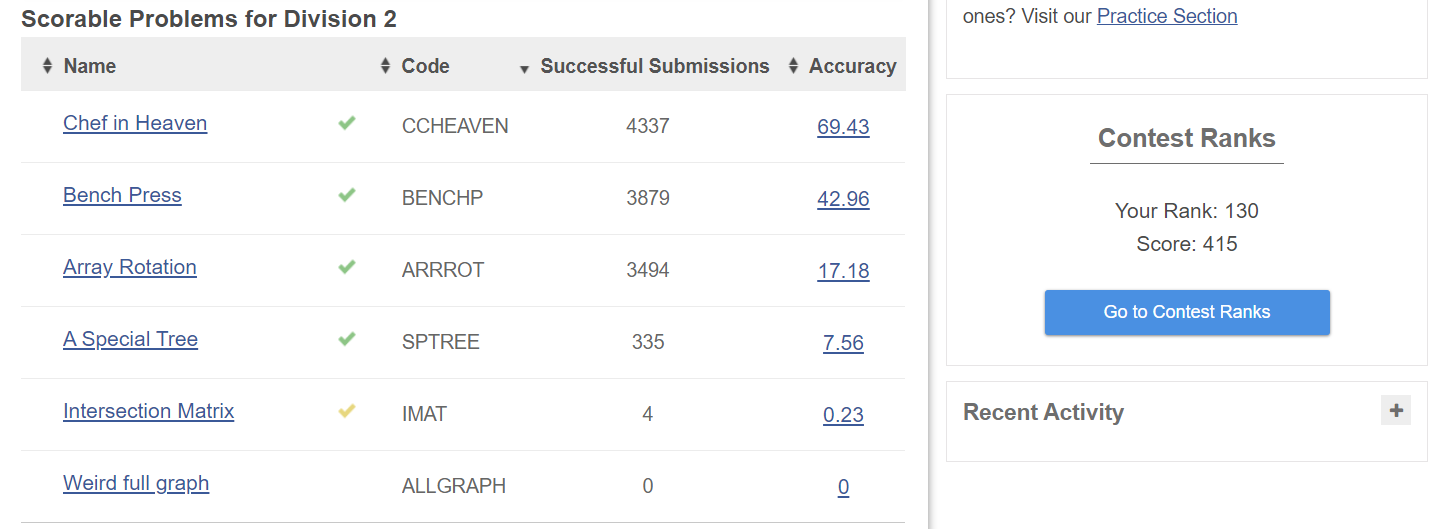 Scorable Problems for Division 2
Name Code Successful Submissions Accuracy
Chef in Heaven CCHEAVEN 4337 69.43
Bench Press BENCHP 3879 42.96
Array Rotation ARRROT 3494 17.18
A Special Tree SPTREE 335 7.56
Intersection Matrix IMAT 4 0.23
Weird full graph ALLGRAPH 0 0
ones? Visit our Practice Section
Contest Ranks
Your Rank: 130
Score: 415
Go to Contest Ranks
Recent Activity +